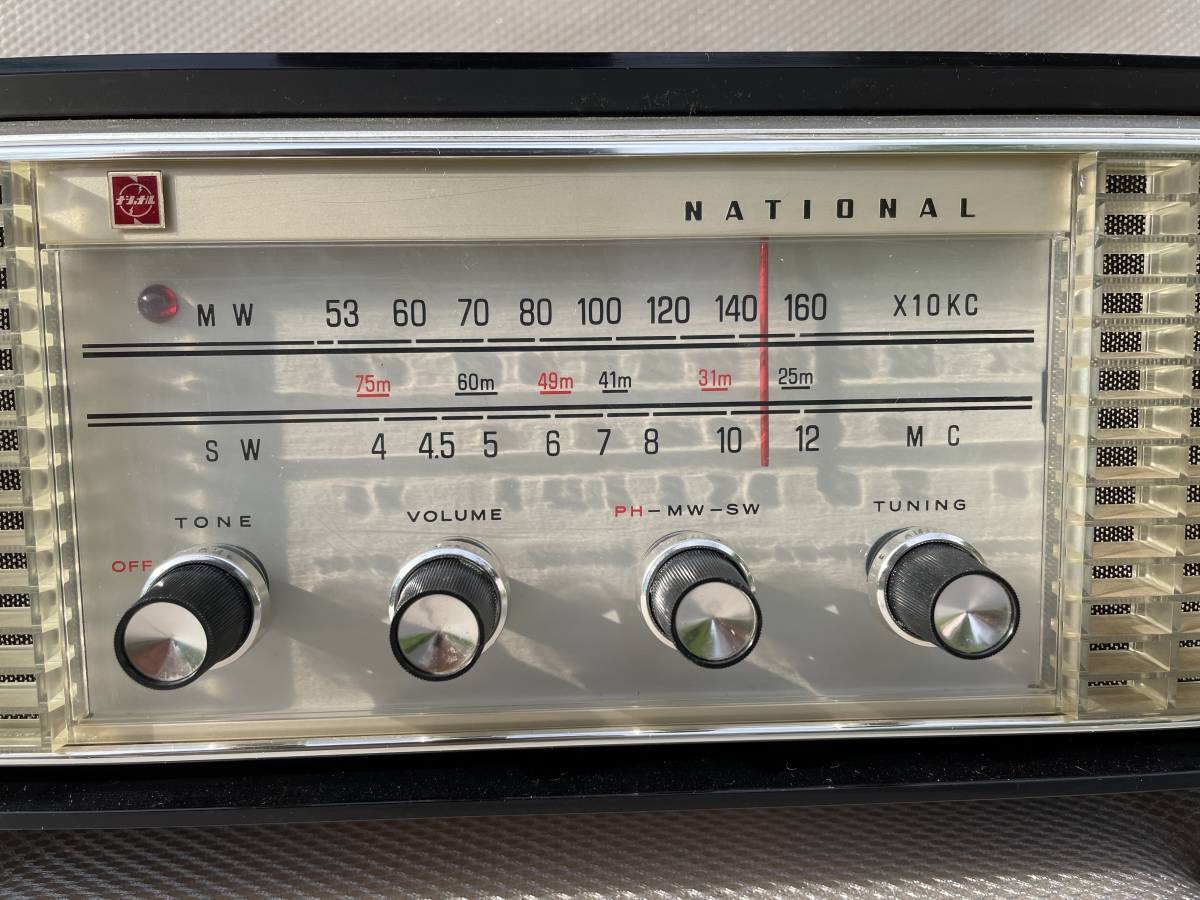 ナショナル
NATIONAL
MW 53 60 70 80 100 120 140 160 X10KC
75m 60m 49m 41m 31m 25m
SW 4 4.5 5 6 7 8 10 12 MC
TONE VOLUME PH-MW-SW TUNING
OFF